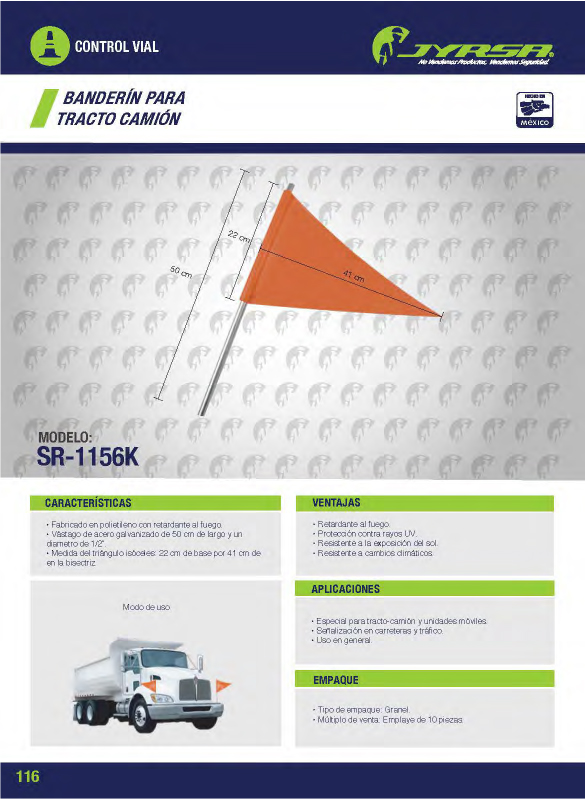 CONTROL VIAL
JYRSA®
No Vendemos Productos, Vendemos Seguridad.
BANDERÍN PARA
TRACTO CAMIÓN
HECHO EN
méxico
22 cm
50 cm
41 cm
MODELO:
SR-1156K
CARACTERÍSTICAS
• Fabricado en polietileno con retardante al fuego.
• Vástago de acero galvanizado de 50 cm de largo y un
diametro de 1/2".
• Medida del triángulo isóceles: 22 cm de base por 41 cm de
en la bisectriz
Modo de uso
VENTAJAS
• Retardante al fuego.
• Protección contra rayos UV.
• Resistente a la exposición del sol.
• Resistente a cambios climáticos.
APLICACIONES
• Especial para tracto-camión y unidades móviles.
• Señalización en carreteras y tráfico.
• Uso en general.
EMPAQUE
• Tipo de empaque: Granel.
• Múltiplo de venta: Emplaye de 10 piezas.
116